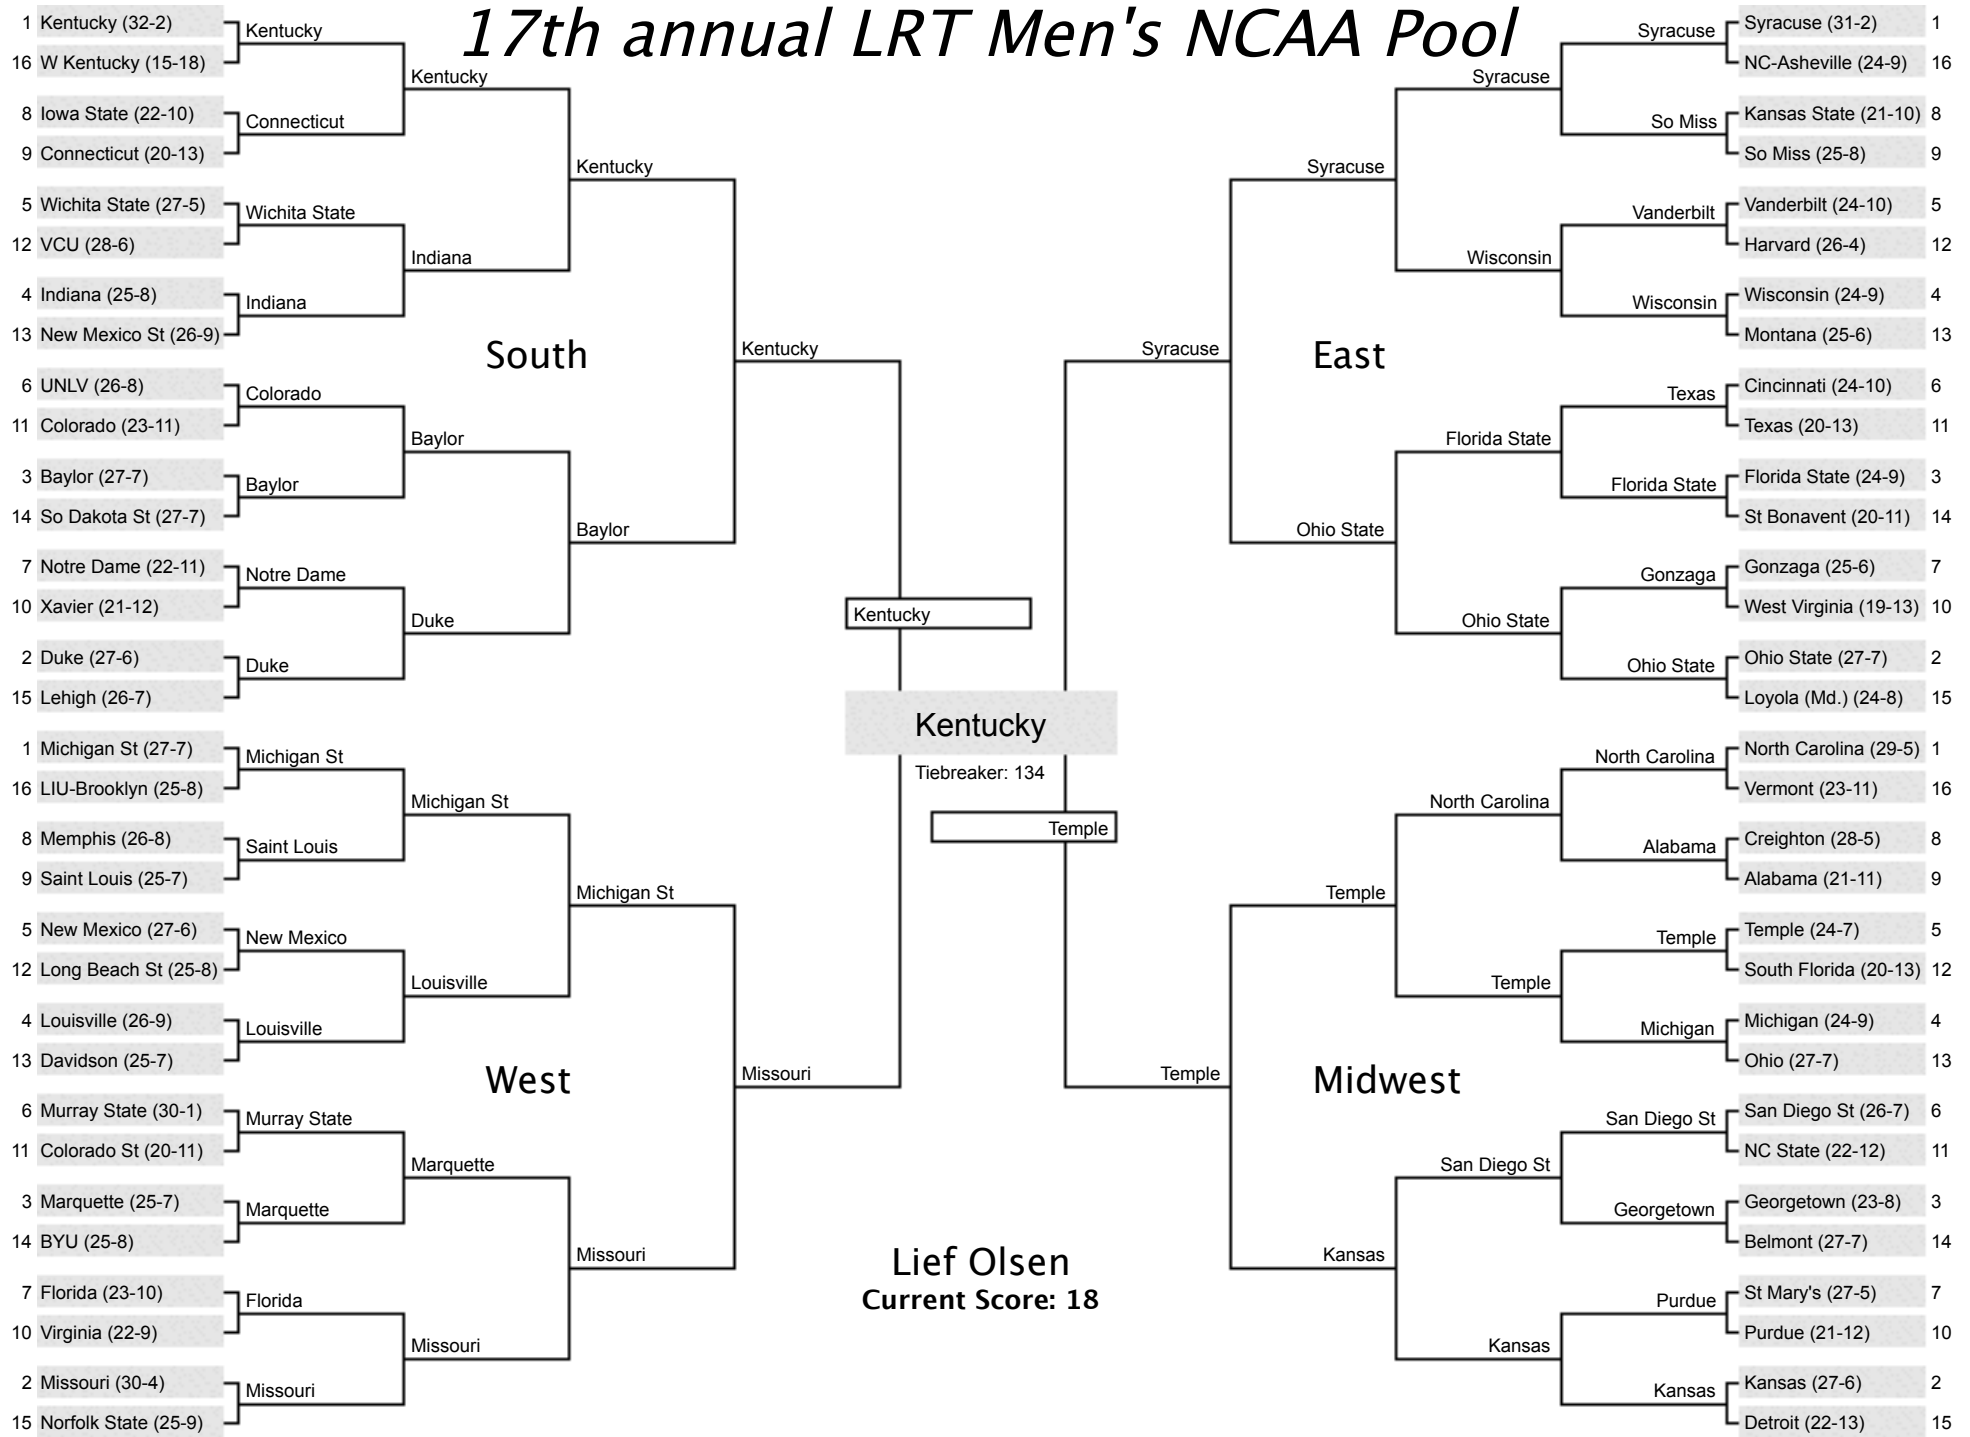 17th annual LRT Men's NCAA Pool
1 Kentucky (32-2)
16 W Kentucky (15-18)
8 Iowa State (22-10)
9 Connecticut (20-13)
5 Wichita State (27-5)
12 VCU (28-6)
4 Indiana (25-8)
13 New Mexico St (26-9)
6 UNLV (26-8)
11 Colorado (23-11)
3 Baylor (27-7)
14 So Dakota St (27-7)
7 Notre Dame (22-11)
10 Xavier (21-12)
2 Duke (27-6)
15 Lehigh (26-7)
Kentucky
Connecticut
Wichita State
Indiana
Colorado
Baylor
Notre Dame
Duke
Kentucky
Indiana
Baylor
Duke
Kentucky
Baylor
South
Kentucky
1 Michigan St (27-7)
16 LIU-Brooklyn (25-8)
8 Memphis (26-8)
9 Saint Louis (25-7)
5 New Mexico (27-6)
12 Long Beach St (25-8)
4 Louisville (26-9)
13 Davidson (25-7)
6 Murray State (30-1)
11 Colorado St (20-11)
3 Marquette (25-7)
14 BYU (25-8)
7 Florida (23-10)
10 Virginia (22-9)
2 Missouri (30-4)
15 Norfolk State (25-9)
Michigan St
Saint Louis
New Mexico
Louisville
Murray State
Marquette
Florida
Missouri
Michigan St
Louisville
Marquette
Missouri
Michigan St
Missouri
West
Missouri
Kentucky
Kentucky
Tiebreaker: 134
Temple
Lief Olsen
Current Score: 18
Syracuse (31-2) 1
NC-Asheville (24-9) 16
Kansas State (21-10) 8
So Miss (25-8) 9
Vanderbilt (24-10) 5
Harvard (26-4) 12
Wisconsin (24-9) 4
Montana (25-6) 13
Cincinnati (24-10) 6
Texas (20-13) 11
Florida State (24-9) 3
St Bonavent (20-11) 14
Gonzaga (25-6) 7
West Virginia (19-13) 10
Ohio State (27-7) 2
Loyola (Md.) (24-8) 15
Syracuse
So Miss
Vanderbilt
Wisconsin
Texas
Florida State
Gonzaga
Ohio State
Syracuse
Wisconsin
Florida State
Ohio State
Syracuse
Ohio State
East
Syracuse
North Carolina (29-5) 1
Vermont (23-11) 16
Creighton (28-5) 8
Alabama (21-11) 9
Temple (24-7) 5
South Florida (20-13) 12
Michigan (24-9) 4
Ohio (27-7) 13
San Diego St (26-7) 6
NC State (22-12) 11
Georgetown (23-8) 3
Belmont (27-7) 14
St Mary's (27-5) 7
Purdue (21-12) 10
Kansas (27-6) 2
Detroit (22-13) 15
North Carolina
Alabama
Temple
Michigan
San Diego St
Georgetown
Purdue
Kansas
North Carolina
Temple
San Diego St
Kansas
Temple
Kansas
Midwest
Temple